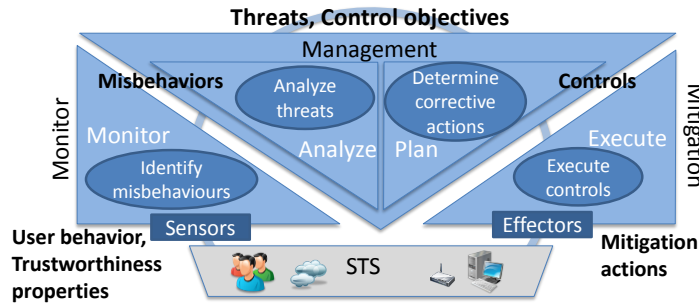 Threats, Control objectives
Management
Misbehaviors
Analyze
threats
Determine
corrective
actions
Controls
Monitor
Mitigation
Monitor
Analyze
Plan
Execute
Identify
misbehaviours
Execute
controls
Sensors
Effectors
User behavior,
Trustworthiness
properties
STS
Mitigation
actions